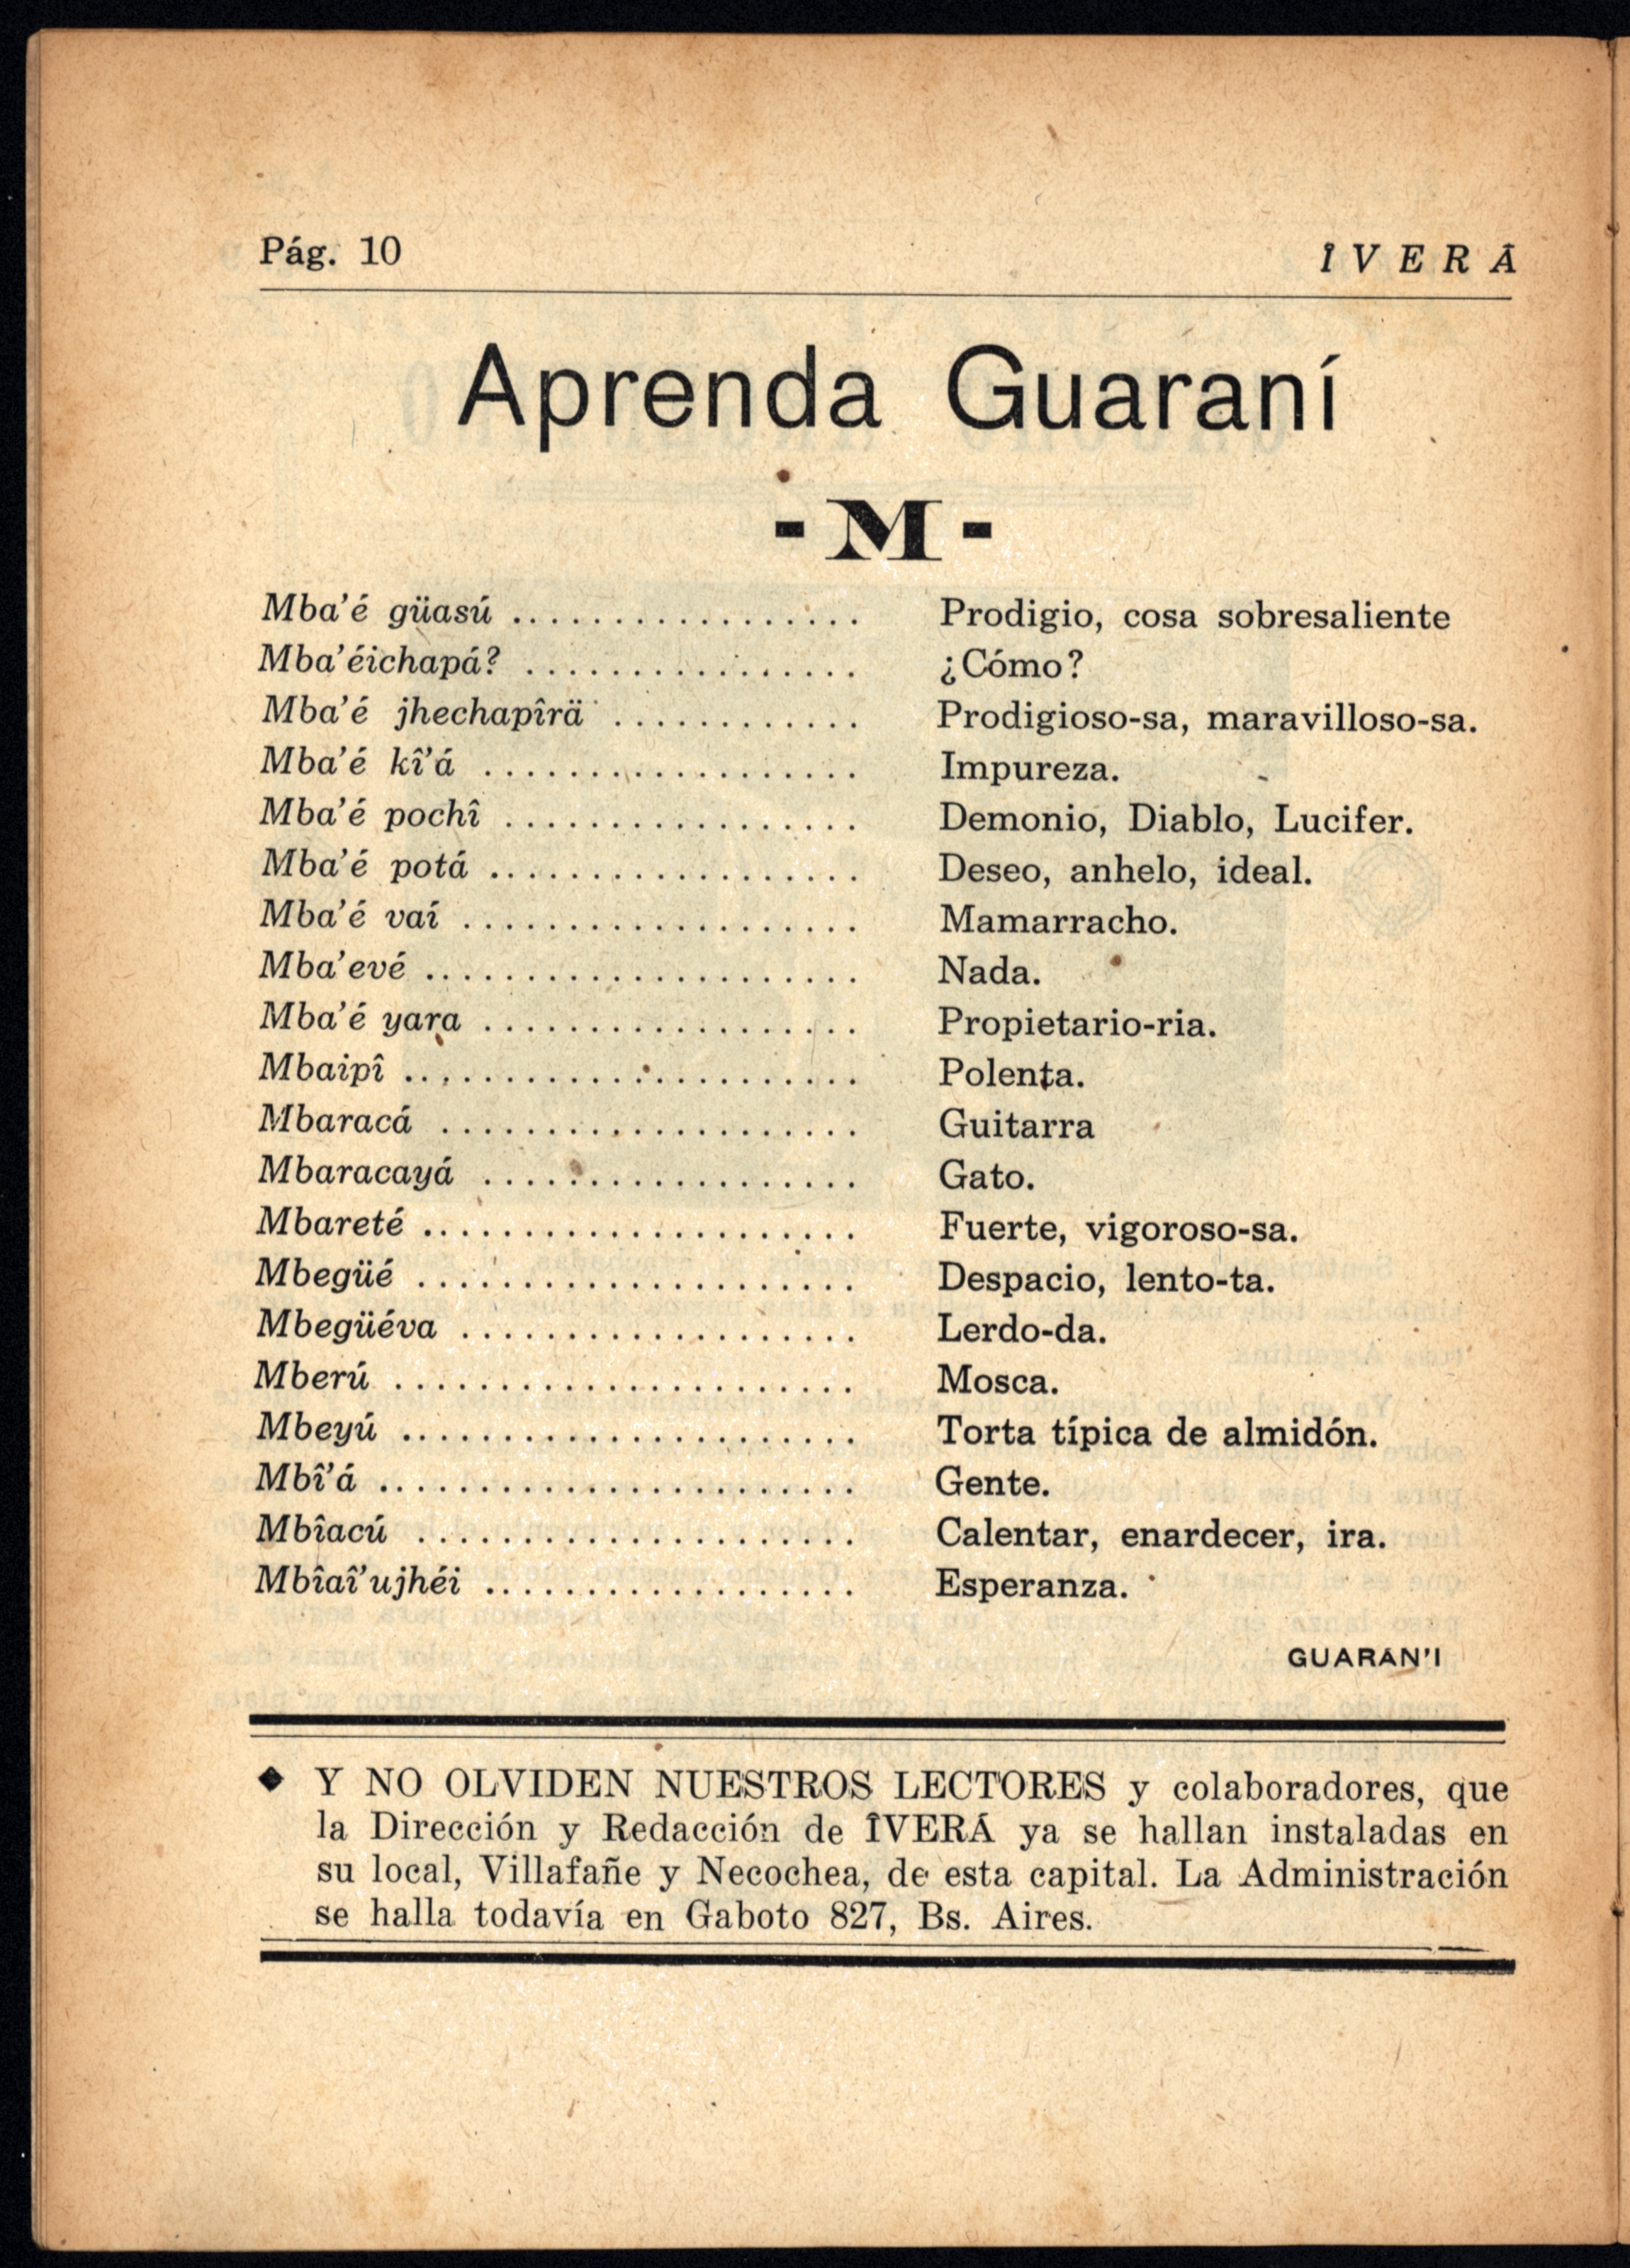 Pág. 10
ÎVERÁ
Aprenda Guaraní
- M -
Mba'é güasú .................. Prodigio, cosa sobresaliente
Mba'éichapá? ................. ¿Cómo?
Mba'é jhechapîrä ............ Prodigioso-sa, maravilloso-sa.
Mba'é kî'á ................... Impureza.
Mba'é pochî .................. Demonio, Diablo, Lucifer.
Mba'é potá ................... Deseo, anhelo, ideal.
Mba'é vaí .................... Mamarracho.
Mba'evé ...................... Nada.
Mba'é yara ................... Propietario-ria.
Mbaipî ....................... Polenta.
Mbaracá ...................... Guitarra
Mbaracayá .................... Gato.
Mbareté ...................... Fuerte, vigoroso-sa.
Mbegüé ....................... Despacio, lento-ta.
Mbegüéva ..................... Lerdo-da.
Mberú ........................ Mosca.
Mbeyú ........................ Torta típica de almidón.
Mbî'á ........................ Gente.
Mbîacú ....................... Calentar, enardecer, ira.
Mbîaî'ujhéi .................. Esperanza.
GUARAN'I
◆ Y NO OLVIDEN NUESTROS LECTORES y colaboradores, que
la Dirección y Redacción de ÎVERÁ ya se hallan instaladas en
su local, Villafañe y Necochea, de esta capital. La Administración
se halla todavía en Gaboto 827, Bs. Aires.